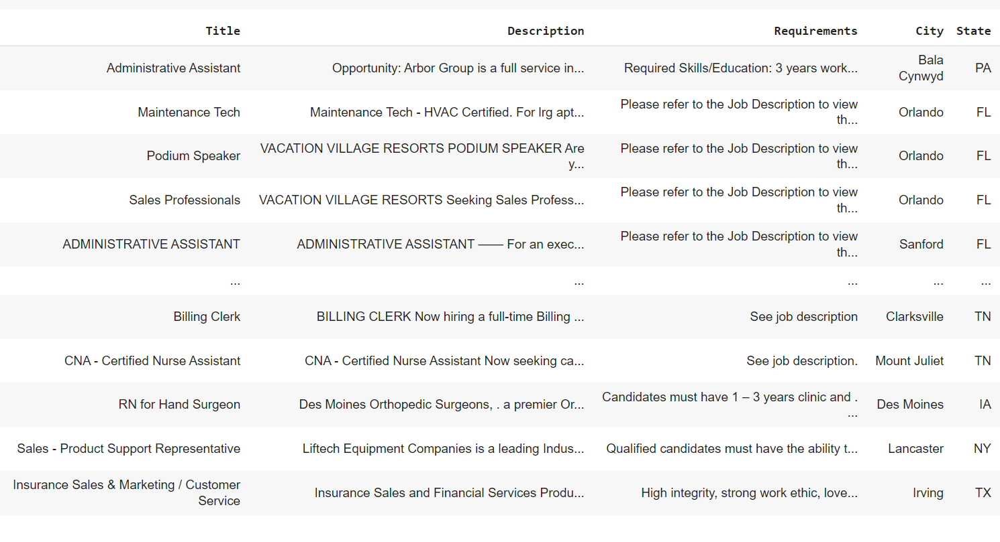 Title Description Requirements City State
Administrative Assistant Opportunity: Arbor Group is a full service in... Required Skills/Education: 3 years work... Bala Cynwyd PA
Maintenance Tech Maintenance Tech - HVAC Certified. For lrg apt... Please refer to the Job Description to view th... Orlando FL
Podium Speaker VACATION VILLAGE RESORTS PODIUM SPEAKER Are y... Please refer to the Job Description to view th... Orlando FL
Sales Professionals VACATION VILLAGE RESORTS Seeking Sales Profess... Please refer to the Job Description to view th... Orlando FL
ADMINISTRATIVE ASSISTANT ADMINISTRATIVE ASSISTANT —— For an exec... Please refer to the Job Description to view th... Sanford FL
... ... ... ... ...
Billing Clerk BILLING CLERK Now hiring a full-time Billing ... See job description Clarksville TN
CNA - Certified Nurse Assistant CNA - Certified Nurse Assistant Now seeking ca... See job description. Mount Juliet TN
RN for Hand Surgeon Des Moines Orthopedic Surgeons, . a premier Or... Candidates must have 1 – 3 years clinic and . ... Des Moines IA
Sales - Product Support Representative Liftech Equipment Companies is a leading Indus... Qualified candidates must have the ability t... Lancaster NY
Insurance Sales & Marketing / Customer Service Insurance Sales and Financial Services Produ... High integrity, strong work ethic, love... Irving TX